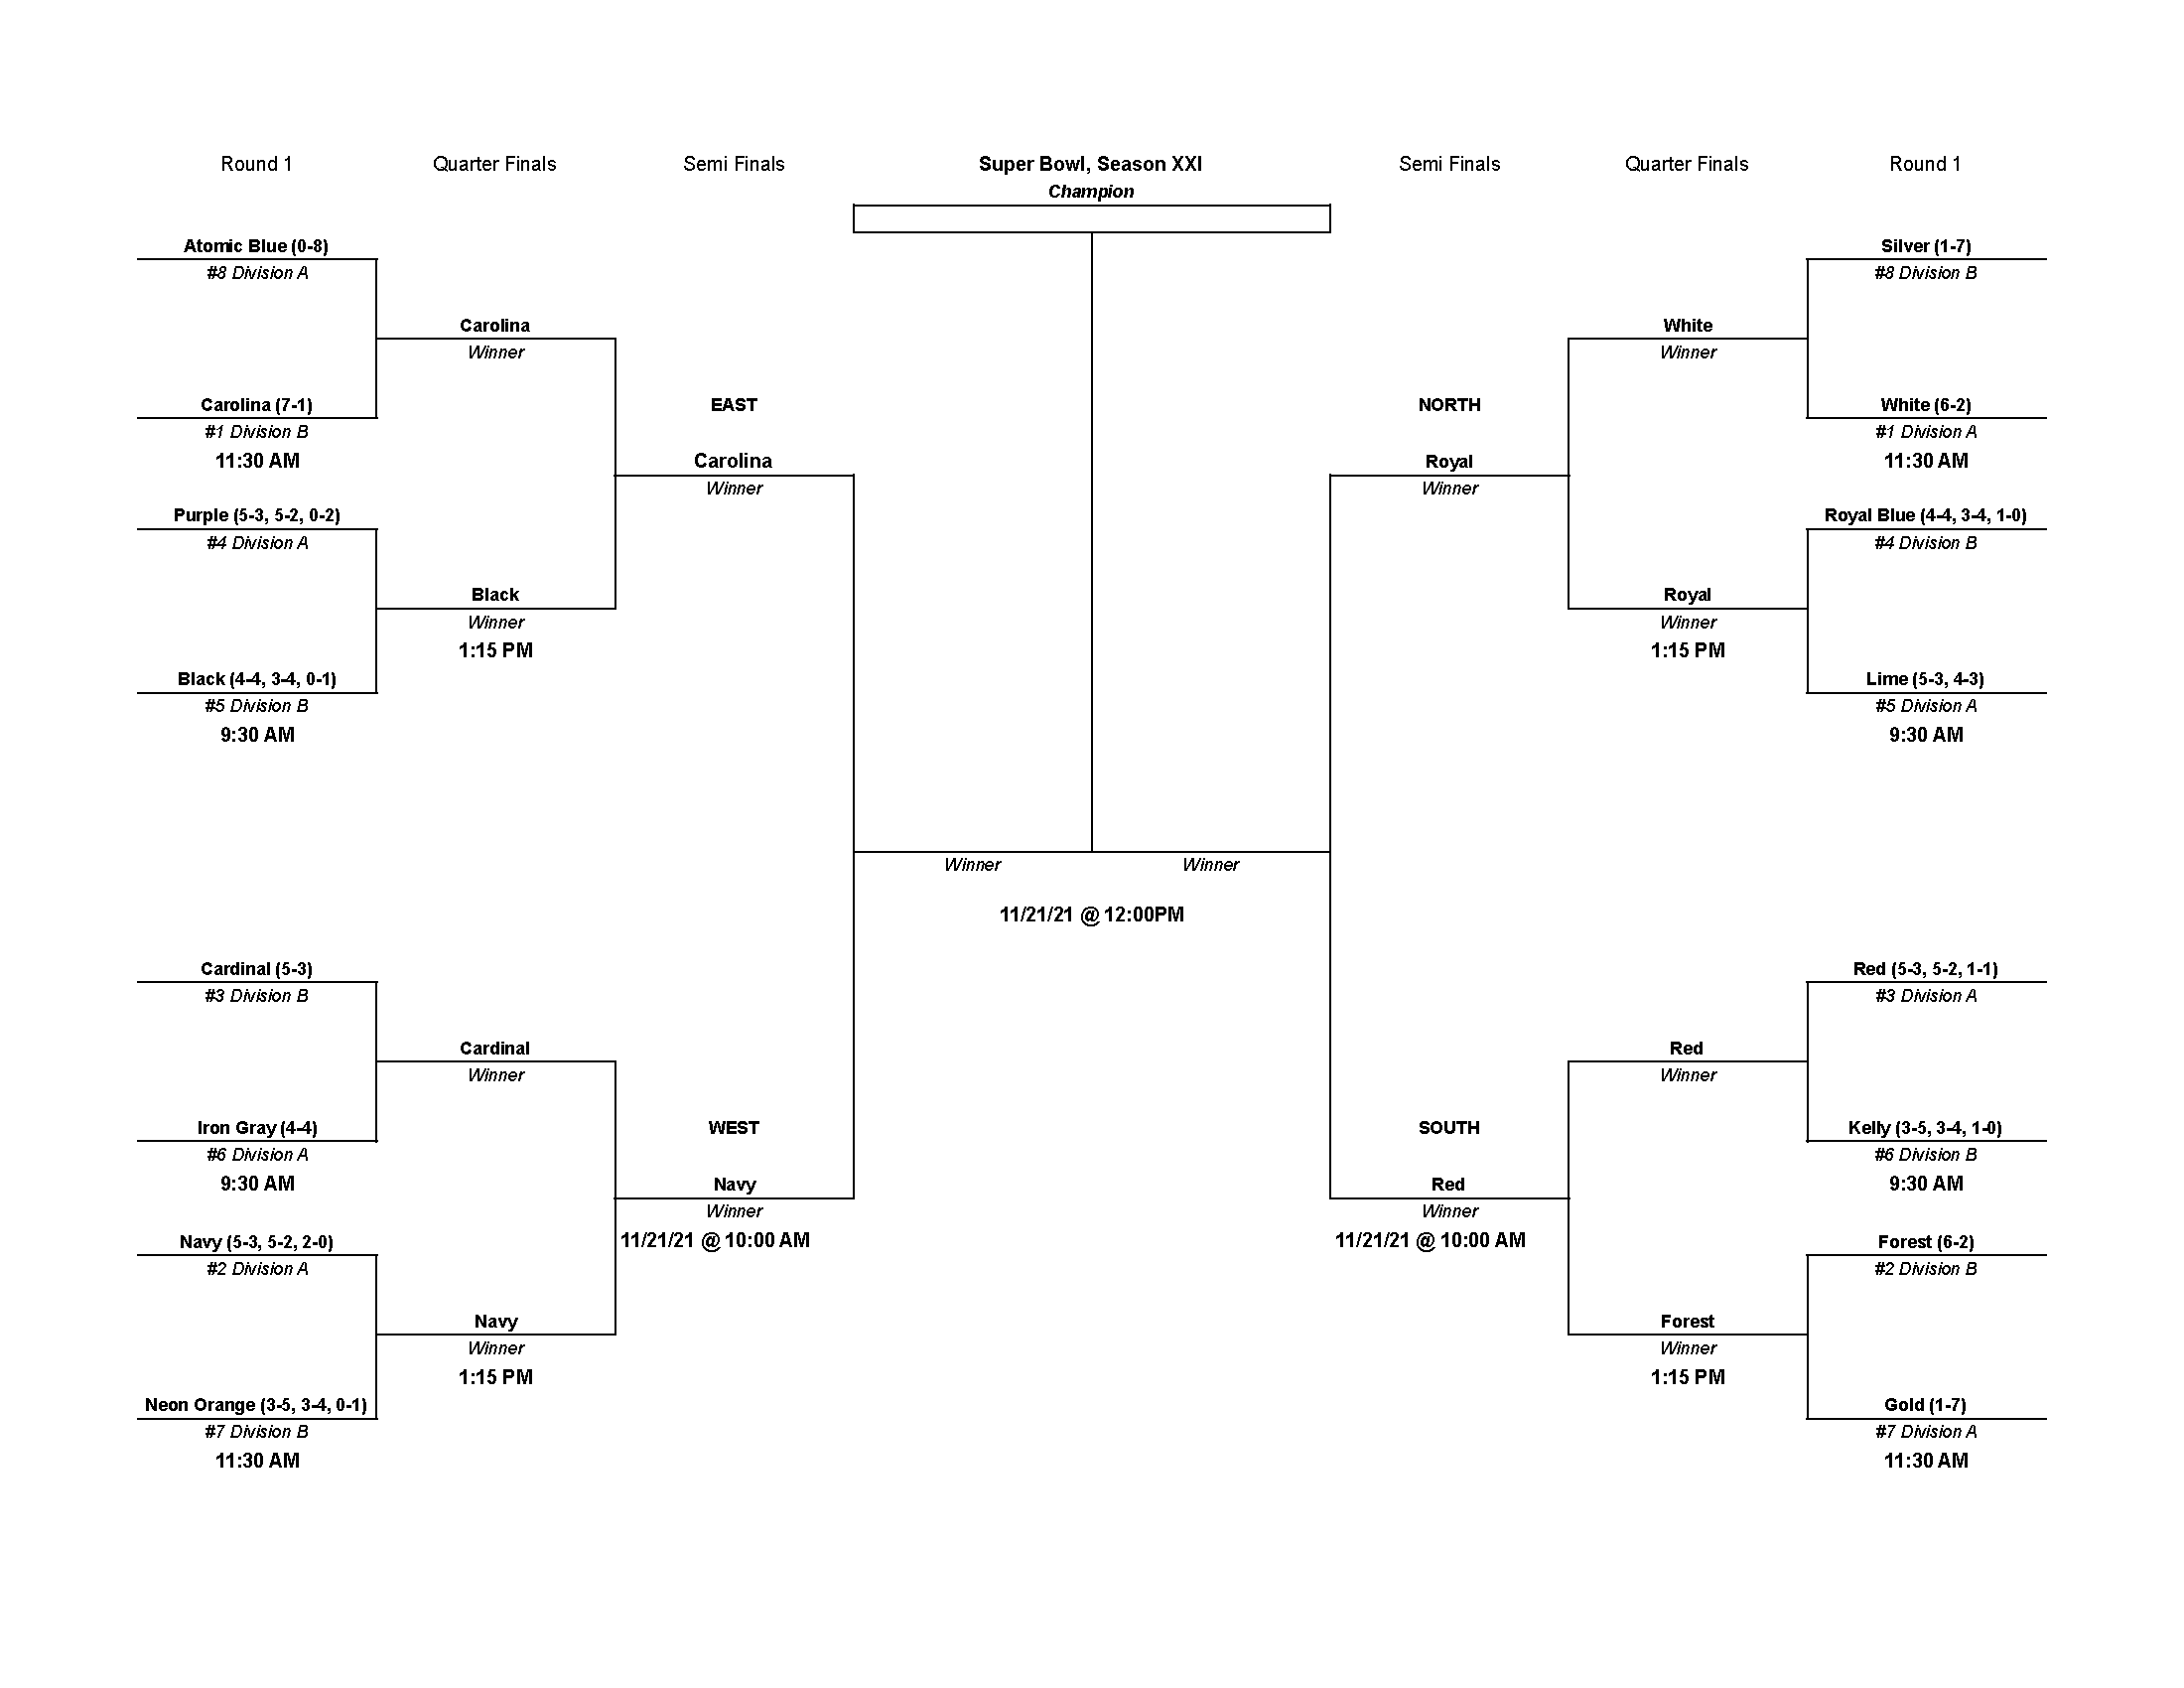 Round 1 Quarter Finals Semi Finals Super Bowl, Season XXI Semi Finals Quarter Finals Round 1
Champion
Atomic Blue (0-8) Silver (1-7)
#8 Division A #8 Division B
Carolina White
Winner Winner
Carolina (7-1) EAST NORTH White (6-2)
#1 Division B #1 Division A
11:30 AM Carolina Royal 11:30 AM
Winner Winner
Purple (5-3, 5-2, 0-2) Royal Blue (4-4, 3-4, 1-0)
#4 Division A #4 Division B
Black Royal
Winner Winner
1:15 PM 1:15 PM
Black (4-4, 3-4, 0-1) Lime (5-3, 4-3)
#5 Division B #5 Division A
9:30 AM 9:30 AM
Winner Winner
11/21/21 @ 12:00PM
Cardinal (5-3) Red (5-3, 5-2, 1-1)
#3 Division B #3 Division A
Cardinal Red
Winner Winner
Iron Gray (4-4) WEST SOUTH Kelly (3-5, 3-4, 1-0)
#6 Division A #6 Division B
9:30 AM Navy Red 9:30 AM
Winner Winner
Navy (5-3, 5-2, 2-0) 11/21/21 @ 10:00 AM 11/21/21 @ 10:00 AM Forest (6-2)
#2 Division A #2 Division B
Navy Forest
Winner Winner
1:15 PM 1:15 PM
Neon Orange (3-5, 3-4, 0-1) Gold (1-7)
#7 Division B #7 Division A
11:30 AM 11:30 AM